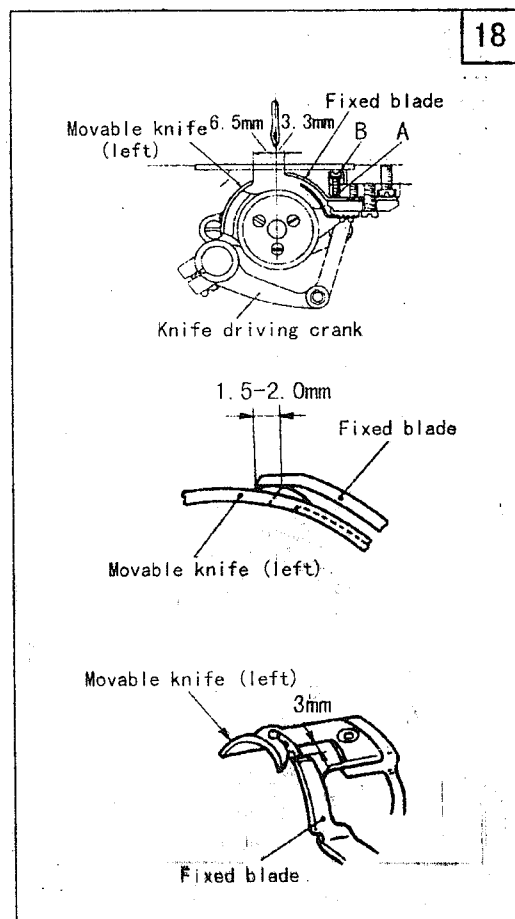 18
Fixed blade
6.5mm 3.3mm
Movable knife
(left)
B A
Knife driving crank
1.5-2.0mm
Fixed blade
Movable knife (left)
Movable knife (left)
3mm
Fixed blade